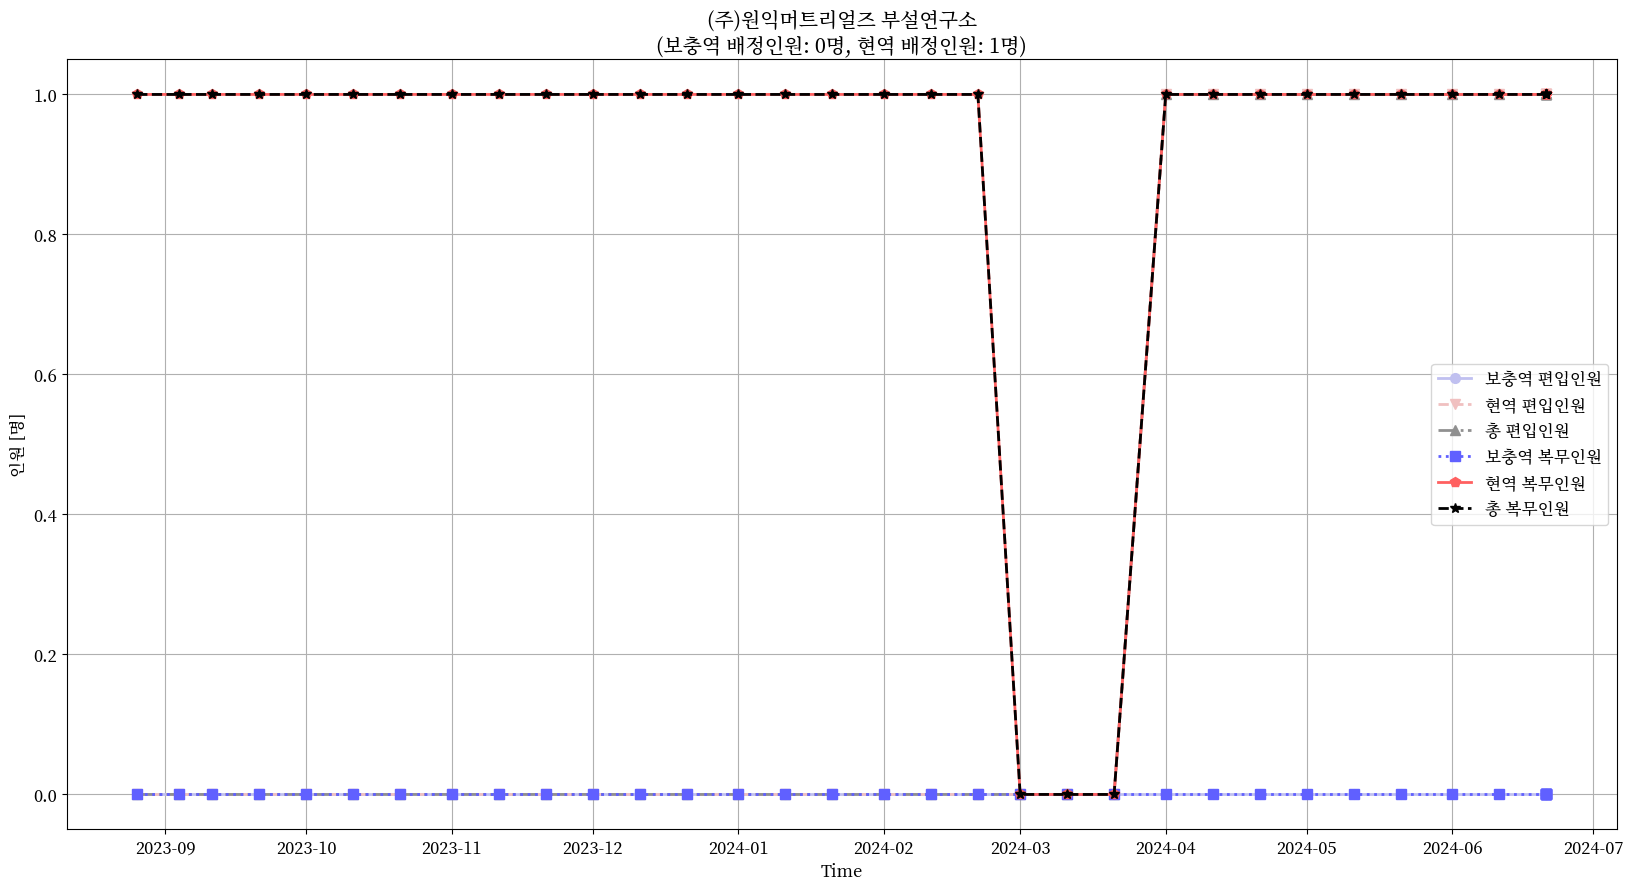 (주)원익머트리얼즈 부설연구소
(보충역 배정인원: 0명, 현역 배정인원: 1명)
1.0
0.8
0.6
0.4
0.2
0.0
인원 [명]
보충역 편입인원
현역 편입인원
총 편입인원
보충역 복무인원
현역 복무인원
총 복무인원
2023-09 2023-10 2023-11 2023-12 2024-01 2024-02 2024-03 2024-04 2024-05 2024-06 2024-07
Time